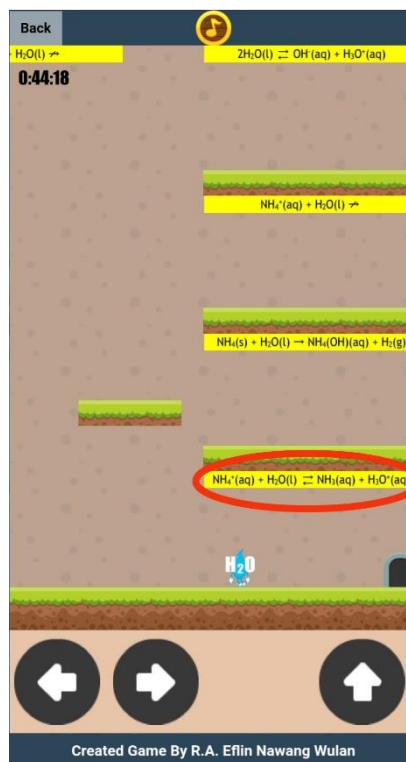 Back
+ H₂O(l) ↛
2H₂O(l) ⇄ OH⁻(aq) + H₃O⁺(aq)
0:44:18
NH₄⁺(aq) + H₂O(l) ↛
NH₄(s) + H₂O(l) → NH₄(OH)(aq) + H₂(g)
NH₄⁺(aq) + H₂O(l) ⇄ NH₃(aq) + H₃O⁺(aq
H₂O
Created Game By R.A. Eflin Nawang Wulan